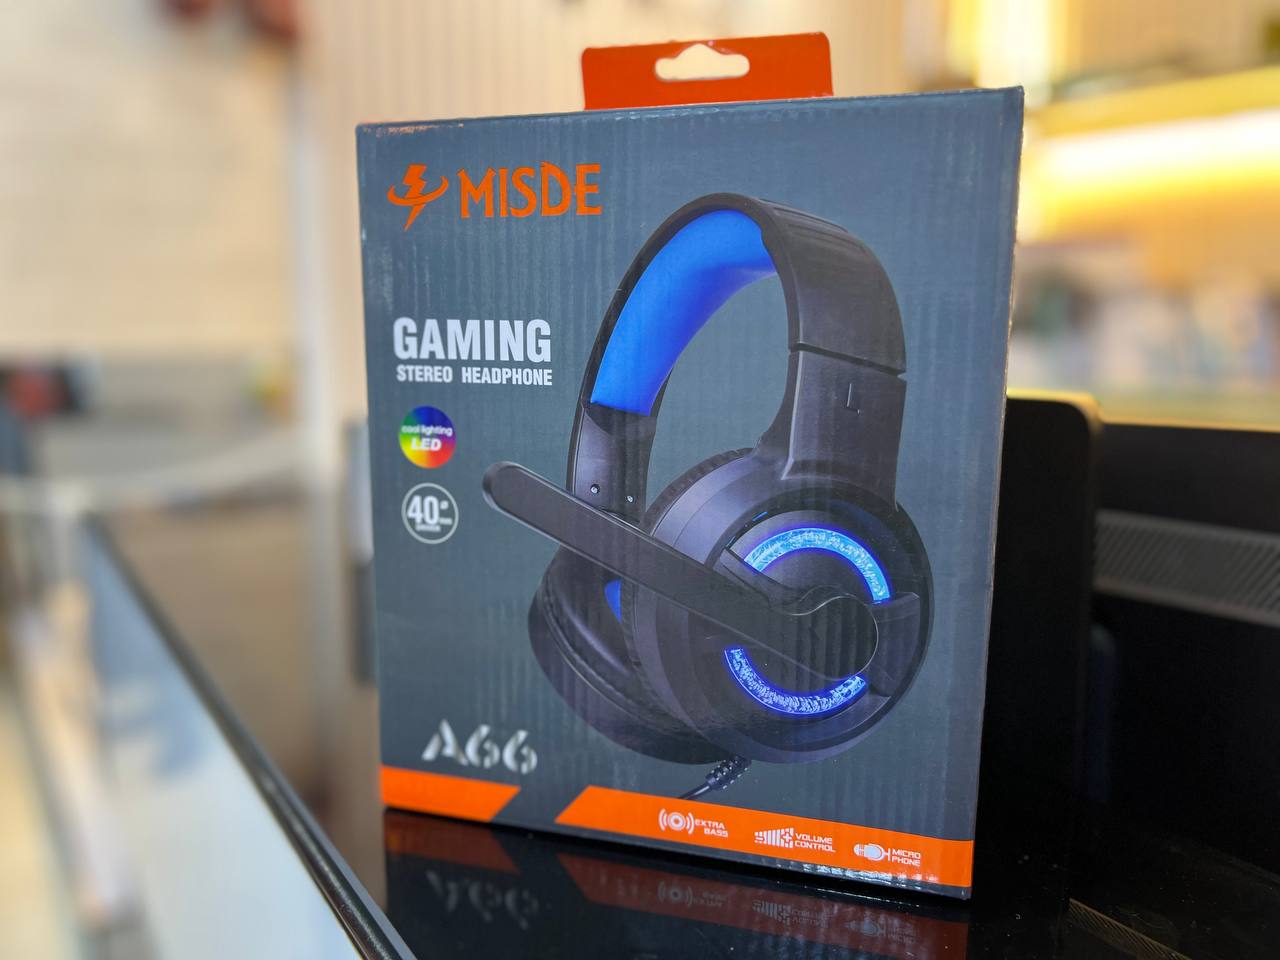 MISDE
GAMING
STEREO HEADPHONE
cool lighting
LED
40
A66
EXTRA
BASS
VOLUME
CONTROL
MICRO
PHONE